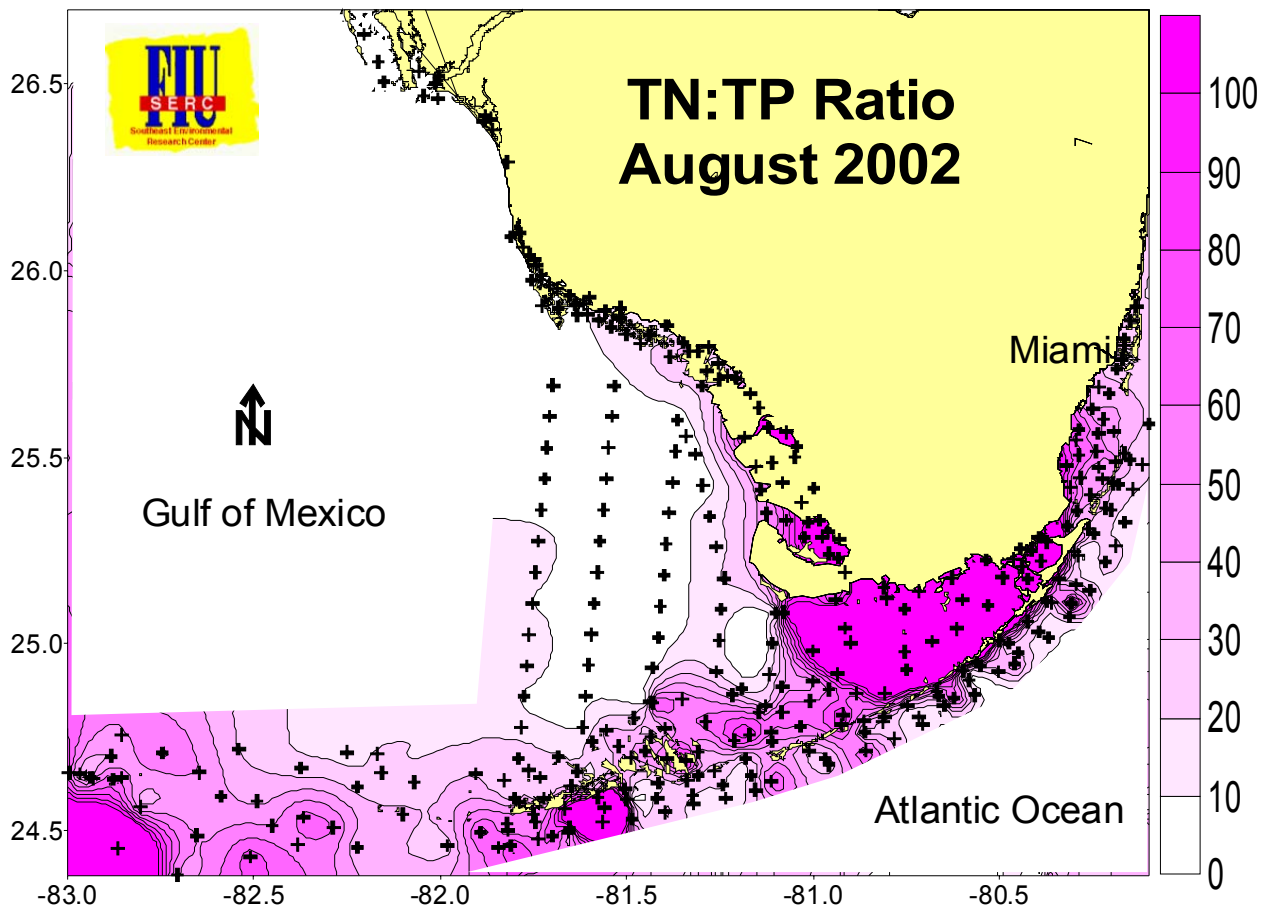 FIU
SERC
Southeast Environmental
Research Center
TN:TP Ratio
August 2002
Miami
N
Gulf of Mexico
Atlantic Ocean
26.5
26.0
25.5
25.0
24.5
-83.0
-82.5
-82.0
-81.5
-81.0
-80.5
100
90
80
70
60
50
40
30
20
10
0